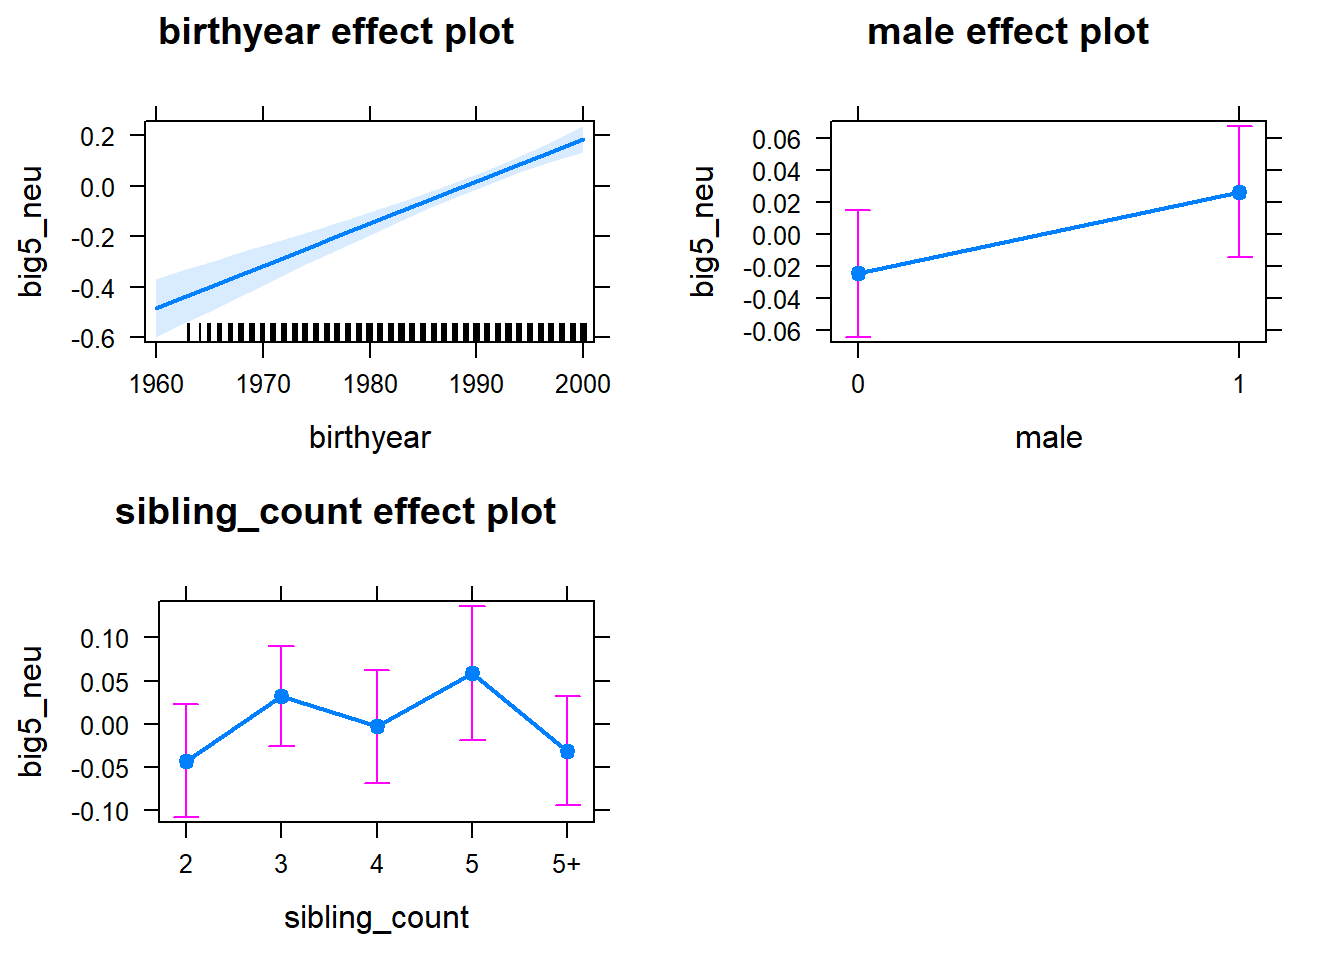 birthyear effect plot
big5_neu
0.2
0.0
-0.2
-0.4
-0.6
1960 1970 1980 1990 2000
birthyear
male effect plot
big5_neu
0.06
0.04
0.02
0.00
-0.02
-0.04
-0.06
0 1
male
sibling_count effect plot
big5_neu
0.10
0.05
0.00
-0.05
-0.10
2 3 4 5 5+
sibling_count